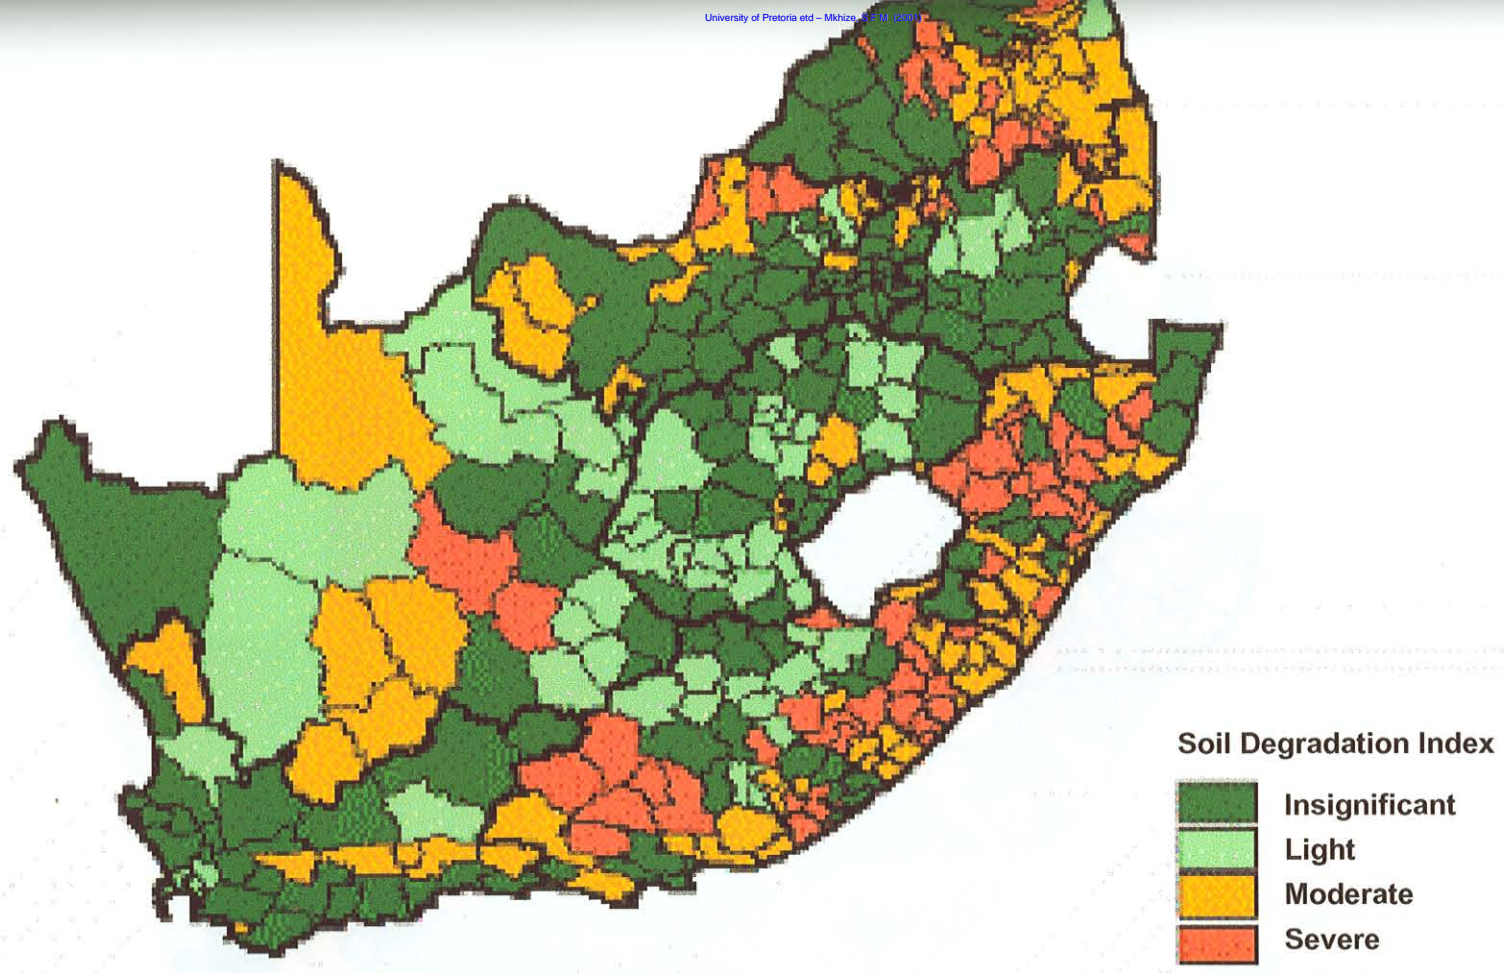 University of Pretoria etd – Mkhize, S F M (2001)
Soil Degradation Index
Insignificant
Light
Moderate
Severe